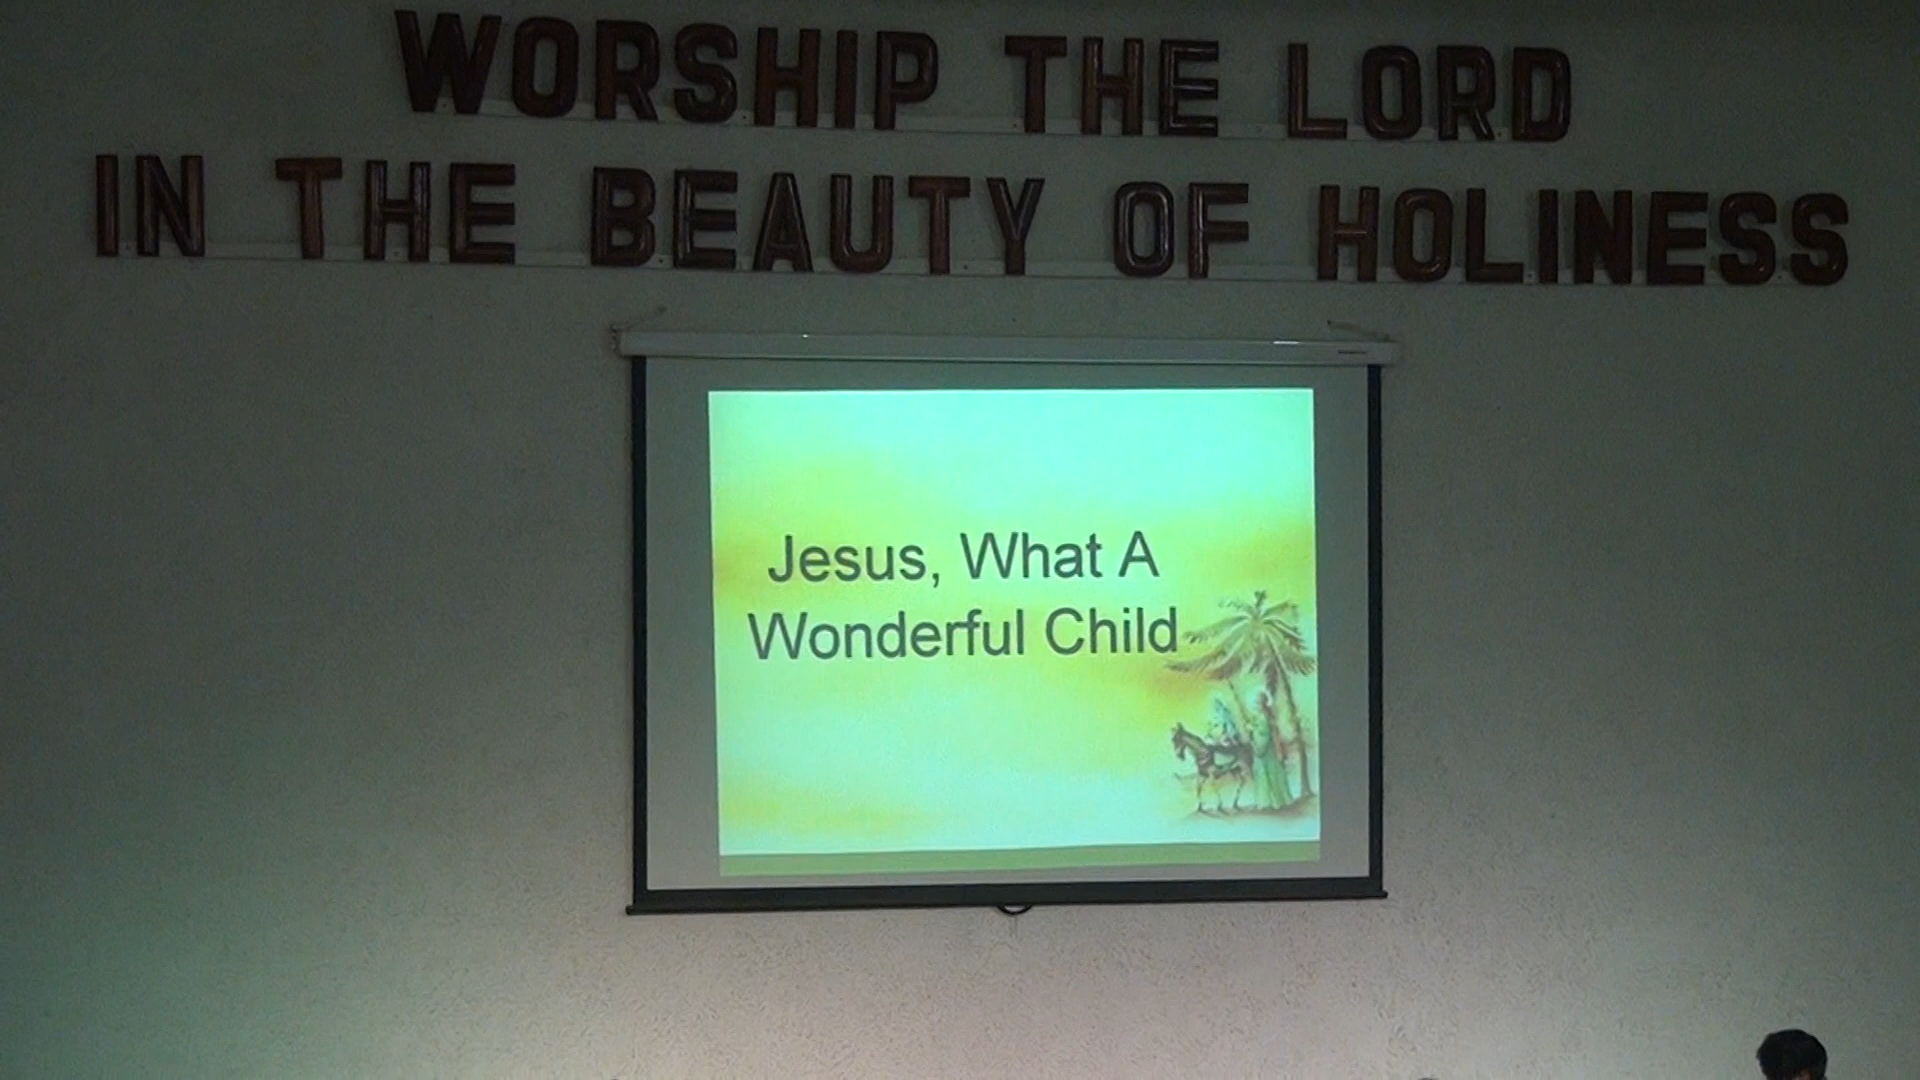 WORSHIP THE LORD
IN THE BEAUTY OF HOLINESS
Jesus, What A
Wonderful Child